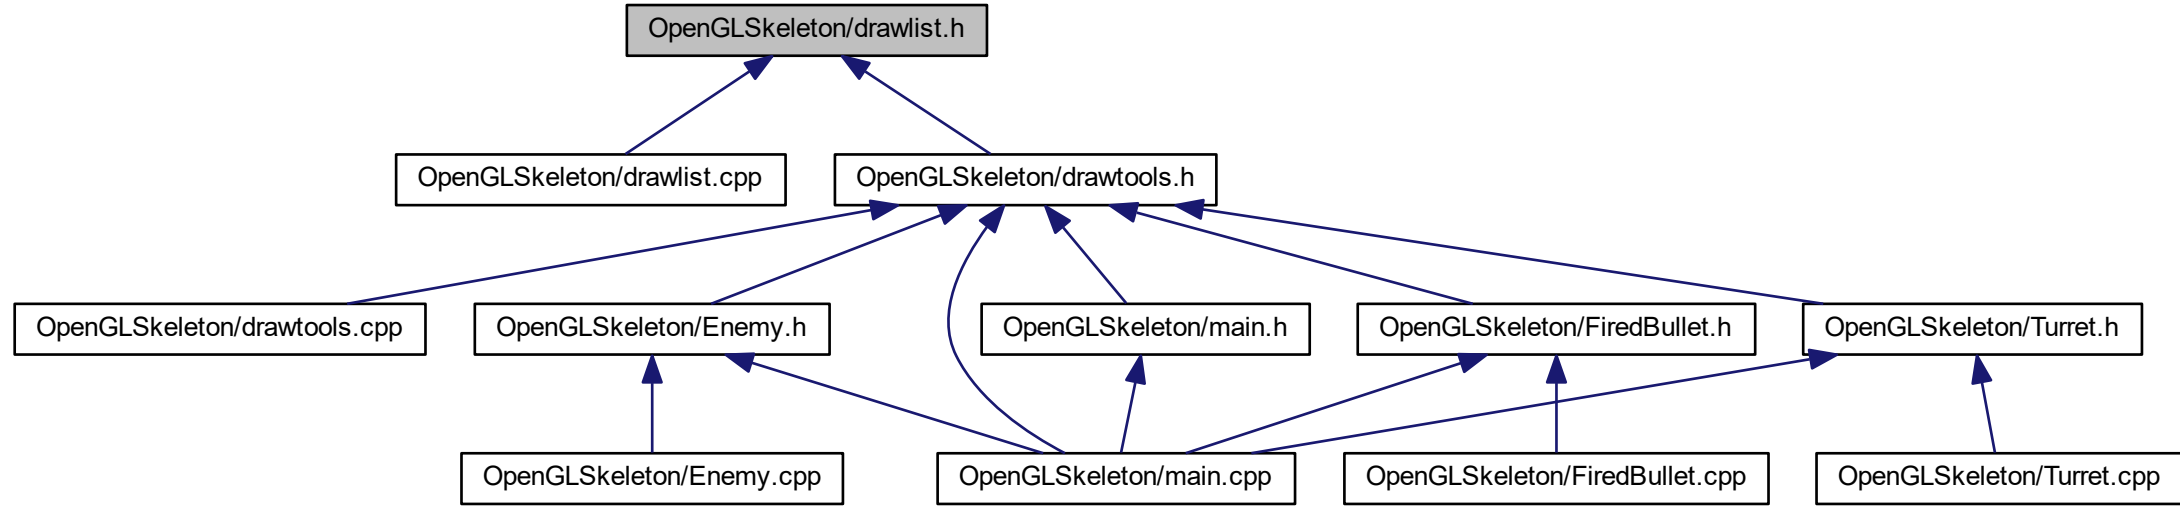 OpenGLSkeleton/drawlist.h
OpenGLSkeleton/drawlist.cpp
OpenGLSkeleton/drawtools.h
OpenGLSkeleton/drawtools.cpp
OpenGLSkeleton/Enemy.h
OpenGLSkeleton/main.h
OpenGLSkeleton/FiredBullet.h
OpenGLSkeleton/Turret.h
OpenGLSkeleton/Enemy.cpp
OpenGLSkeleton/main.cpp
OpenGLSkeleton/FiredBullet.cpp
OpenGLSkeleton/Turret.cpp